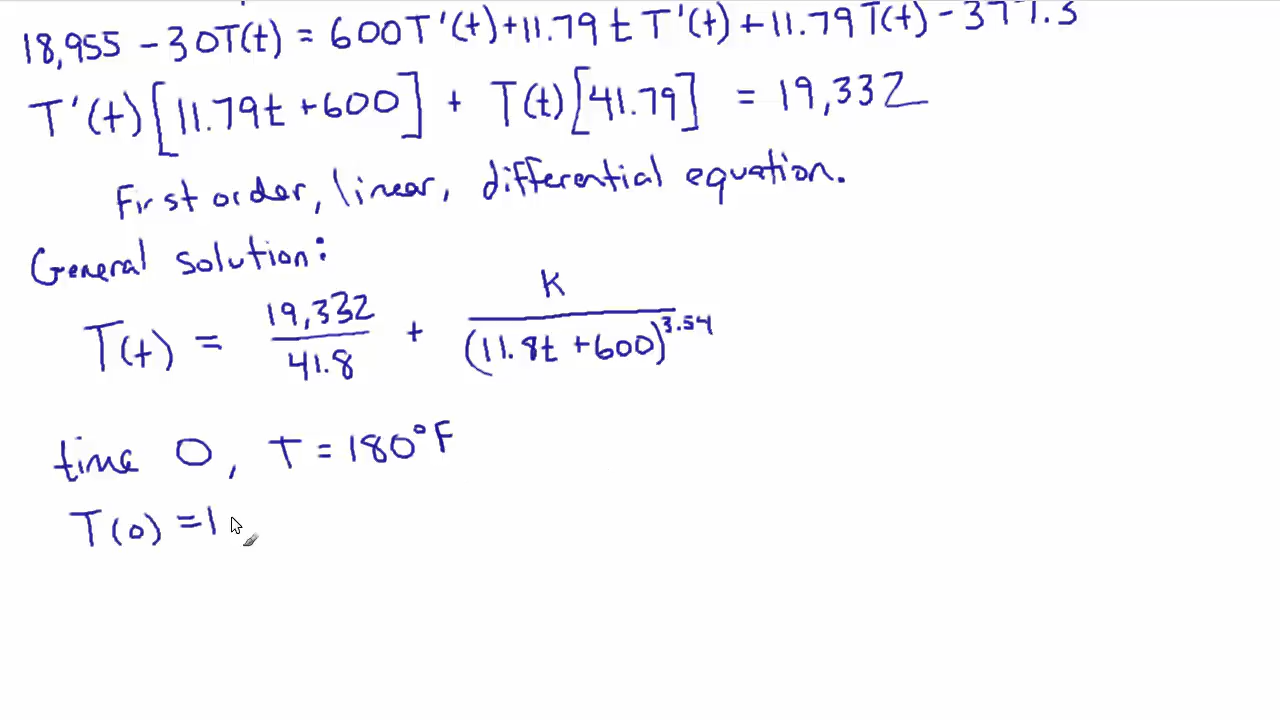 18,955 - 30T(t) = 600T'(t)+11.79 t T'(t) + 11.79T(t) - 377.3
T'(t)[11.79t +600] + T(t)[41.79] = 19,332
First order, linear, differential equation.
General solution:
T(t) = 19,332/41.8 + K/(11.8t +600)^3.54
time 0, T = 180°F
T(0) = 1